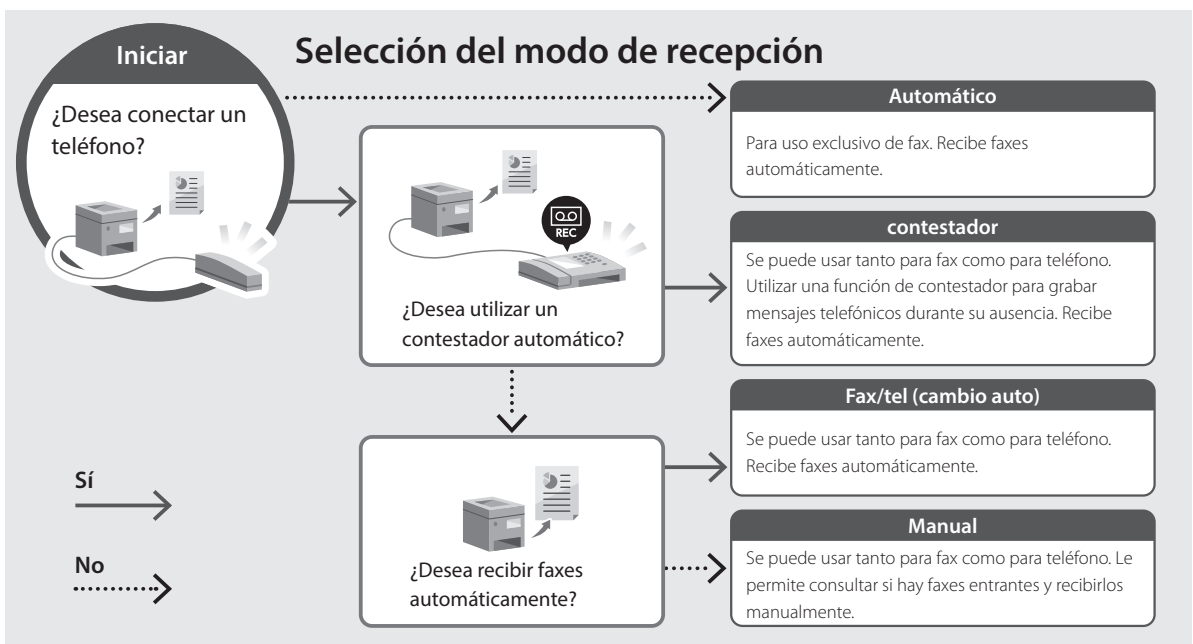 Selección del modo de recepción
Iniciar
¿Desea conectar un
teléfono?
REC
¿Desea utilizar un
contestador automático?
¿Desea recibir faxes
automáticamente?
Automático
Para uso exclusivo de fax. Recibe faxes
automáticamente.
contestador
Se puede usar tanto para fax como para teléfono.
Utilizar una función de contestador para grabar
mensajes telefónicos durante su ausencia. Recibe
faxes automáticamente.
Fax/tel (cambio auto)
Se puede usar tanto para fax como para teléfono.
Recibe faxes automáticamente.
Manual
Se puede usar tanto para fax como para teléfono. Le
permite consultar si hay faxes entrantes y recibirlos
manualmente.
Sí
No